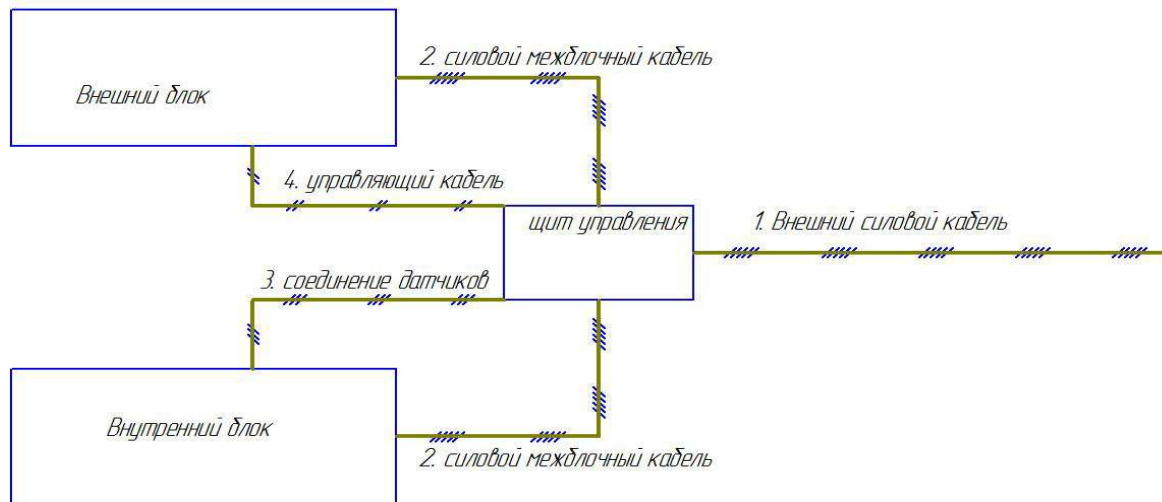 2. силовой межблочный кабель
Внешний блок
4. управляющий кабель
щит управления
1. Внешний силовой кабель
3. соединение датчиков
Внутренний блок
2. силовой межблочный кабель